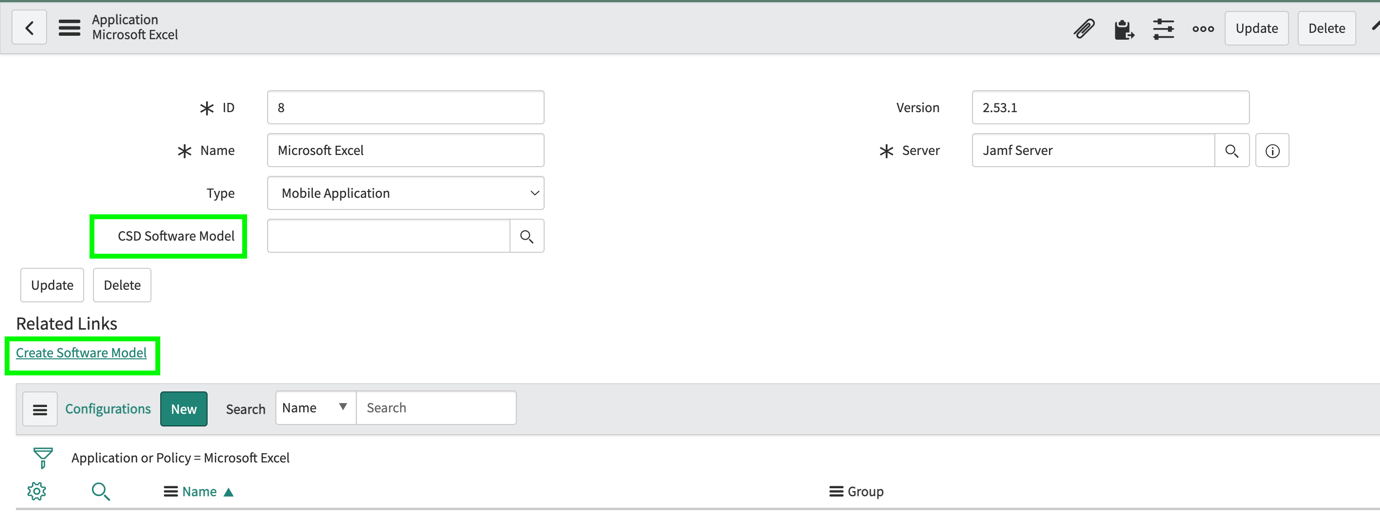 Application
Microsoft Excel
Update
Delete
ID
8
Version
2.53.1
Name
Microsoft Excel
Server
Jamf Server
Type
Mobile Application
CSD Software Model
Update
Delete
Related Links
Create Software Model
Configurations
New
Search
Name
Search
Application or Policy = Microsoft Excel
Name
Group